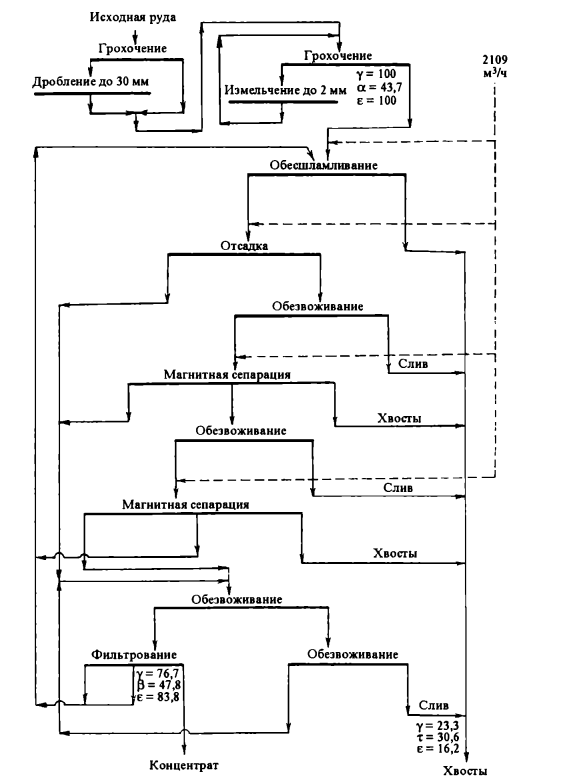 Исходная руда
Грохочение
Дробление до 30 мм
Грохочение
γ = 100
Измельчение до 2 мм
α = 43,7
ε = 100
2109
м³/ч
Обесшламливание
Отсадка
Обезвоживание
Слив
Магнитная сепарация
Хвосты
Обезвоживание
Слив
Магнитная сепарация
Хвосты
Обезвоживание
Фильтрование
γ = 76,7
β = 47,8
ε = 83,8
Обезвоживание
Слив
γ = 23,3
τ = 30,6
ε = 16,2
Концентрат
Хвосты